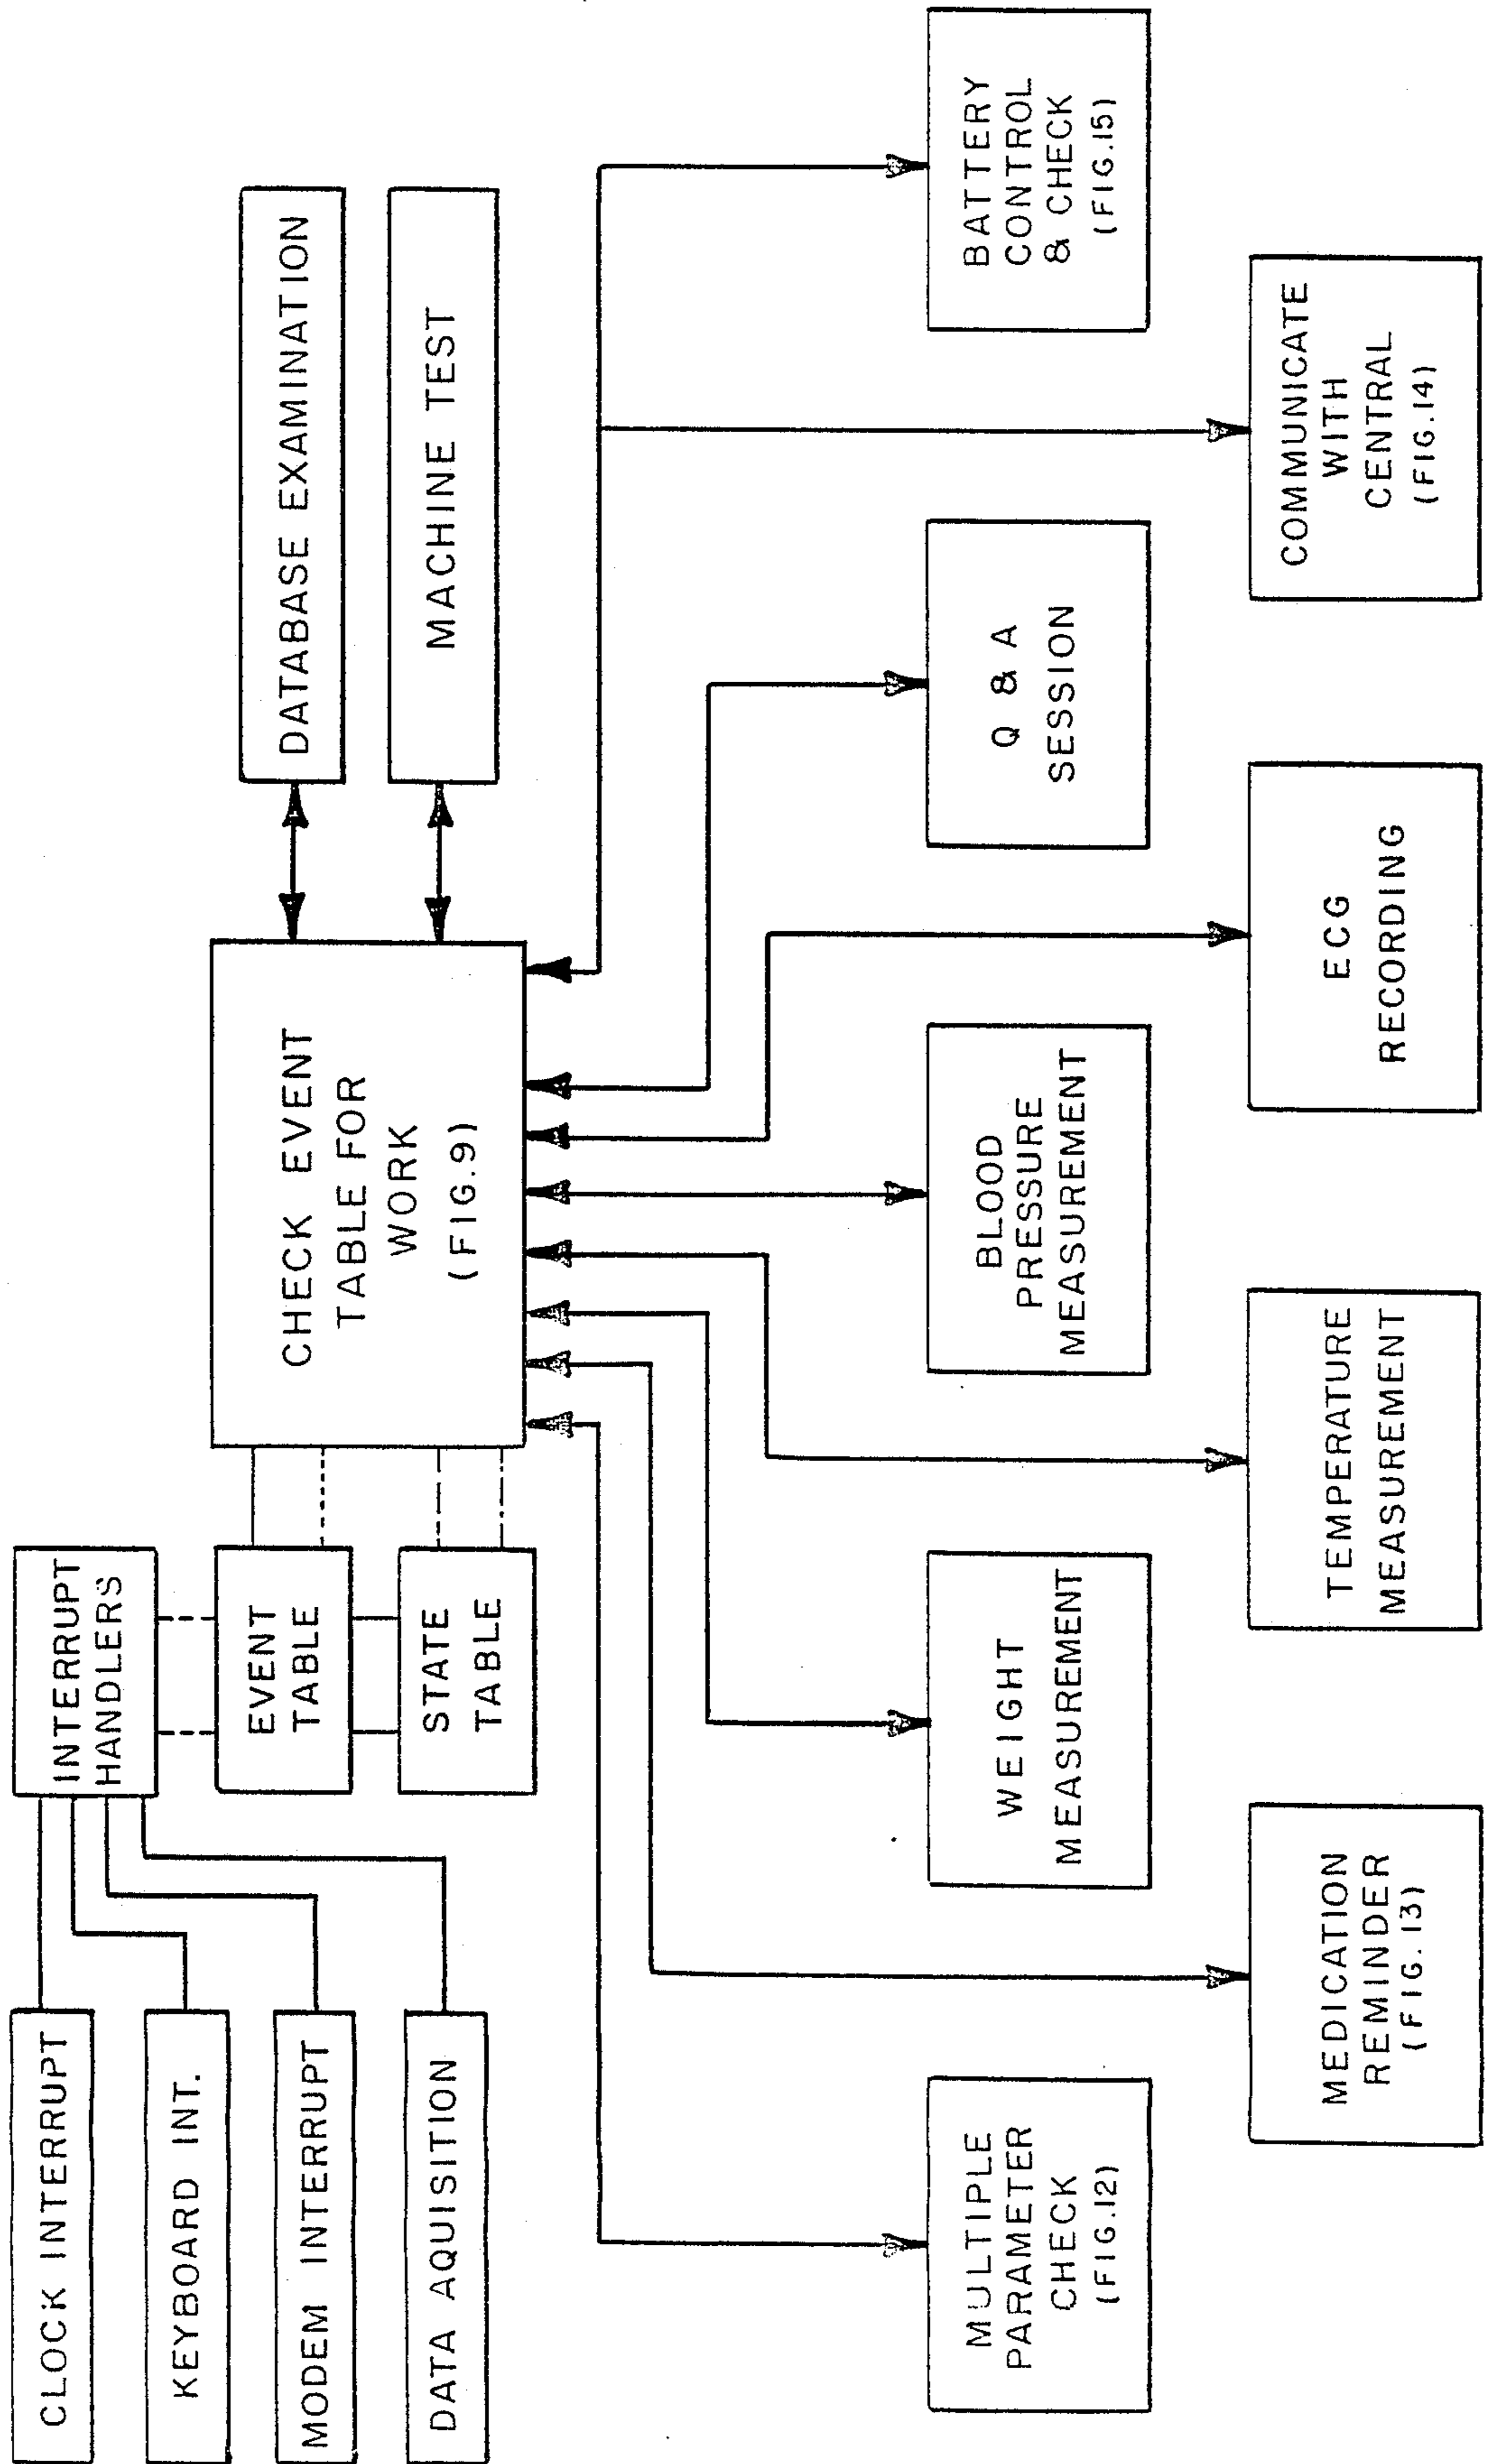 CLOCK INTERRUPT
KEYBOARD INT.
MODEM INTERRUPT
DATA AQUISITION
INTERRUPT
HANDLERS
EVENT
TABLE
STATE
TABLE
CHECK EVENT
TABLE FOR
WORK
(FIG.9)
DATABASE EXAMINATION
MACHINE TEST
MULTIPLE
PARAMETER
CHECK
(FIG.12)
MEDICATION
REMINDER
(FIG.13)
WEIGHT
MEASUREMENT
TEMPERATURE
MEASUREMENT
BLOOD
PRESSURE
MEASUREMENT
ECG
RECORDING
Q & A
SESSION
COMMUNICATE
WITH
CENTRAL
(FIG.14)
BATTERY
CONTROL
& CHECK
(FIG.15)